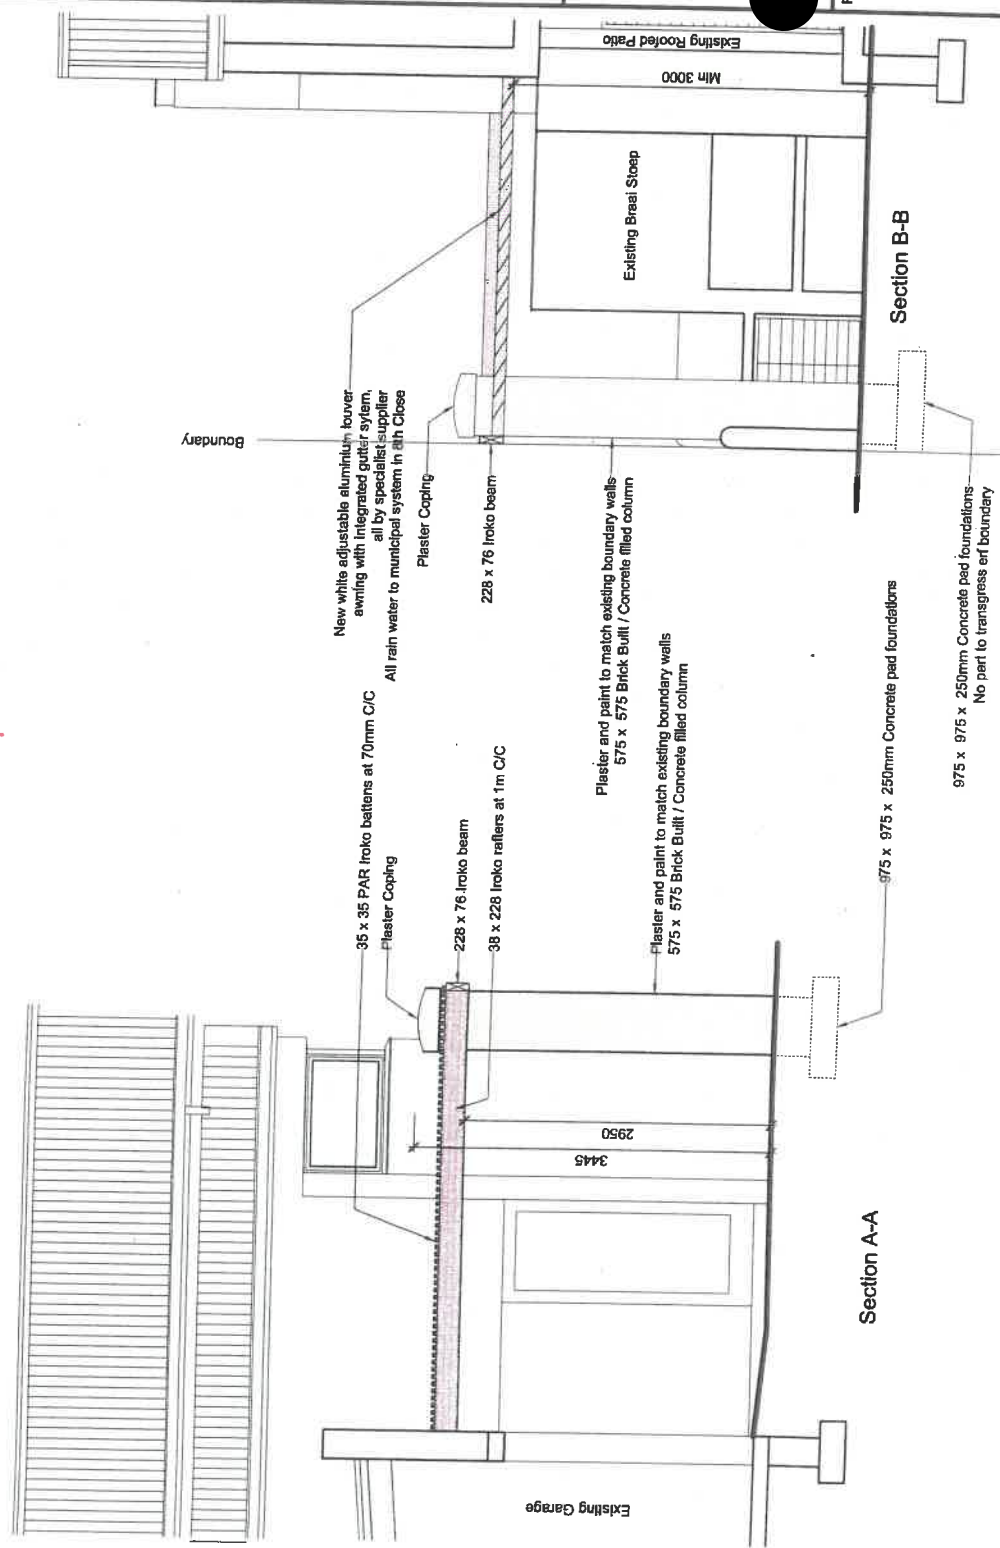 35 x 35 PAR Iroko battens at 70mm C/C
Plaster Coping
228 x 76 Iroko beam
38 x 228 Iroko rafters at 1m C/C
Plaster and paint to match existing boundary walls
575 x 575 Brick Built / Concrete filled column
975 x 975 x 250mm Concrete pad foundations
2950
3445
Existing Garage
Section A-A
Boundary
New white adjustable aluminium louver
awning with integrated gutter sytem,
all by specialist supplier
All rain water to municipal system in 8th Close
Plaster Coping
228 x 76 Iroko beam
Plaster and paint to match existing boundary walls
575 x 575 Brick Built / Concrete filled column
975 x 975 x 250mm Concrete pad foundations
No part to transgress erf boundary
Existing Braai Stoep
Min 3000
Existing Roofed Patio
Section B-B